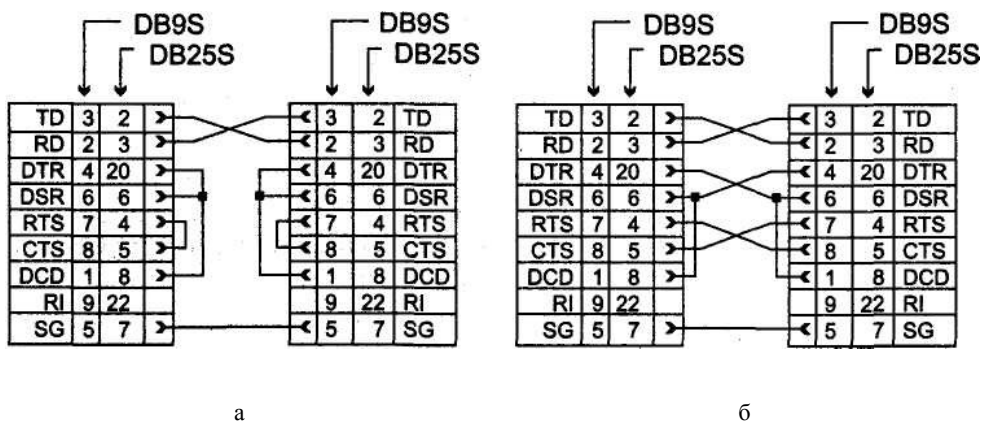 DB9S DB9S DB9S DB9S
DB25S DB25S DB25S DB25S
TD 3 2 3 2 TD TD 3 2 3 2 TD
RD 2 3 2 3 RD RD 2 3 2 3 RD
DTR 4 20 4 20 DTR DTR 4 20 4 20 DTR
DSR 6 6 6 6 DSR DSR 6 6 6 6 DSR
RTS 7 4 7 4 RTS RTS 7 4 7 4 RTS
CTS 8 5 8 5 CTS CTS 8 5 8 5 CTS
DCD 1 8 1 8 DCD DCD 1 8 1 8 DCD
RI 9 22 9 22 RI RI 9 22 9 22 RI
SG 5 7 5 7 SG SG 5 7 5 7 SG
а б